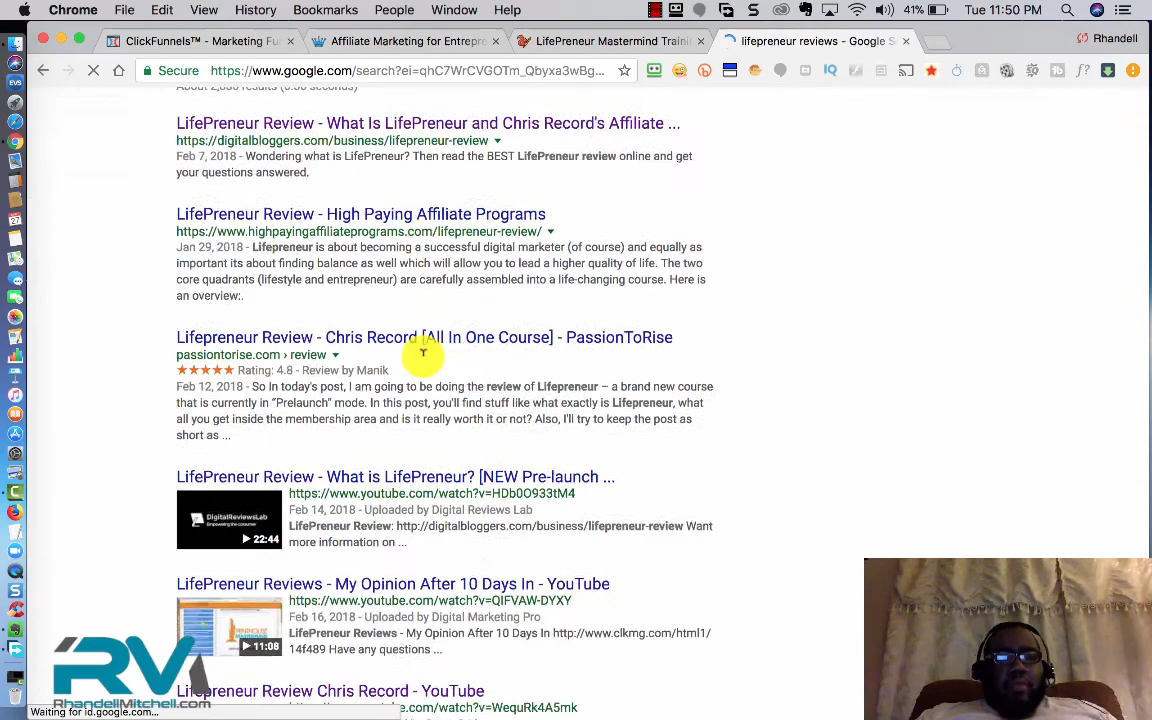 Chrome File Edit View History Bookmarks People Window Help 41% Tue 11:50 PM
ClickFunnels™ - Marketing Fu
Affiliate Marketing for Entrepre
LifePreneur Mastermind Traini
lifepreneur reviews - Google Se
Rhandell
Secure https://www.google.com/search?ei=qhC7WrCVGOTm_Qbyxa3wBg...
About 2,830 results (0.50 seconds)
LifePreneur Review - What Is LifePreneur and Chris Record's Affiliate ...
https://digitalbloggers.com/business/lifepreneur-review
Feb 7, 2018 - Wondering what is LifePreneur? Then read the BEST LifePreneur review online and get
your questions answered.
LifePreneur Review - High Paying Affiliate Programs
https://www.highpayingaffiliateprograms.com/lifepreneur-review/
Jan 29, 2018 - Lifepreneur is about becoming a successful digital marketer (of course) and equally as
important its about finding balance as well which will allow you to lead a higher quality of life. The two
core quadrants (lifestyle and entrepreneur) are carefully assembled into a life-changing course. Here is
an overview:.
Lifepreneur Review - Chris Record [All In One Course] - PassionToRise
passiontorise.com › review
★★★★★ Rating: 4.8 - Review by Manik
Feb 12, 2018 - So In today's post, I am going to be doing the review of Lifepreneur – a brand new course
that is currently in "Prelaunch" mode. In this post, you'll find stuff like what exactly is Lifepreneur, what
all you get inside the membership area and is it really worth it or not? Also, I'll try to keep the post as
short as ...
LifePreneur Review - What is LifePreneur? [NEW Pre-launch ...
https://www.youtube.com/watch?v=HDb0O933tM4
Feb 14, 2018 - Uploaded by Digital Reviews Lab
LifePreneur Review: http://digitalbloggers.com/business/lifepreneur-review Want
more information on ...
DigitalReviewsLab
22:44
LifePreneur Reviews - My Opinion After 10 Days In - YouTube
https://www.youtube.com/watch?v=QIFVAW-DYXY
Feb 16, 2018 - Uploaded by Digital Marketing Pro
LifePreneur Reviews - My Opinion After 10 Days In http://www.clkmg.com/html1/
14f489 Have any questions ...
11:08
Lifepreneur Review Chris Record - YouTube
https://www.youtube.com/watch?v=WequRk4A5mk
RV
RhandellMitchell.com
Waiting for id.google.com...